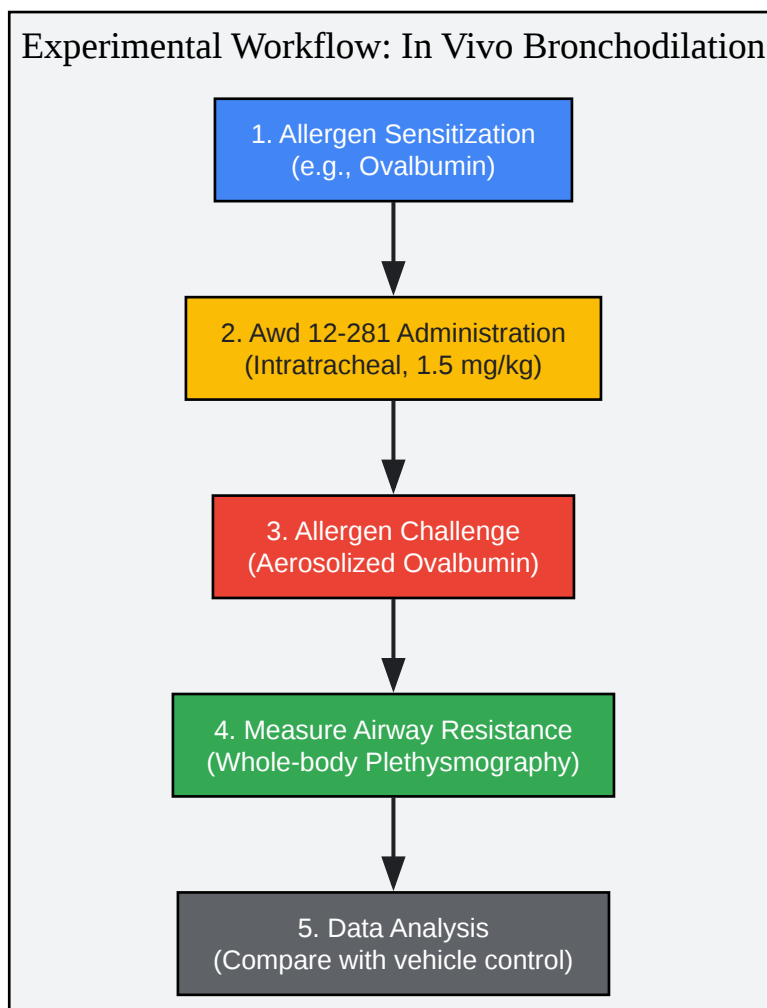 Experimental Workflow: In Vivo Bronchodilation
1. Allergen Sensitization
(e.g., Ovalbumin)
2. Awd 12-281 Administration
(Intratracheal, 1.5 mg/kg)
3. Allergen Challenge
(Aerosolized Ovalbumin)
4. Measure Airway Resistance
(Whole-body Plethysmography)
5. Data Analysis
(Compare with vehicle control)